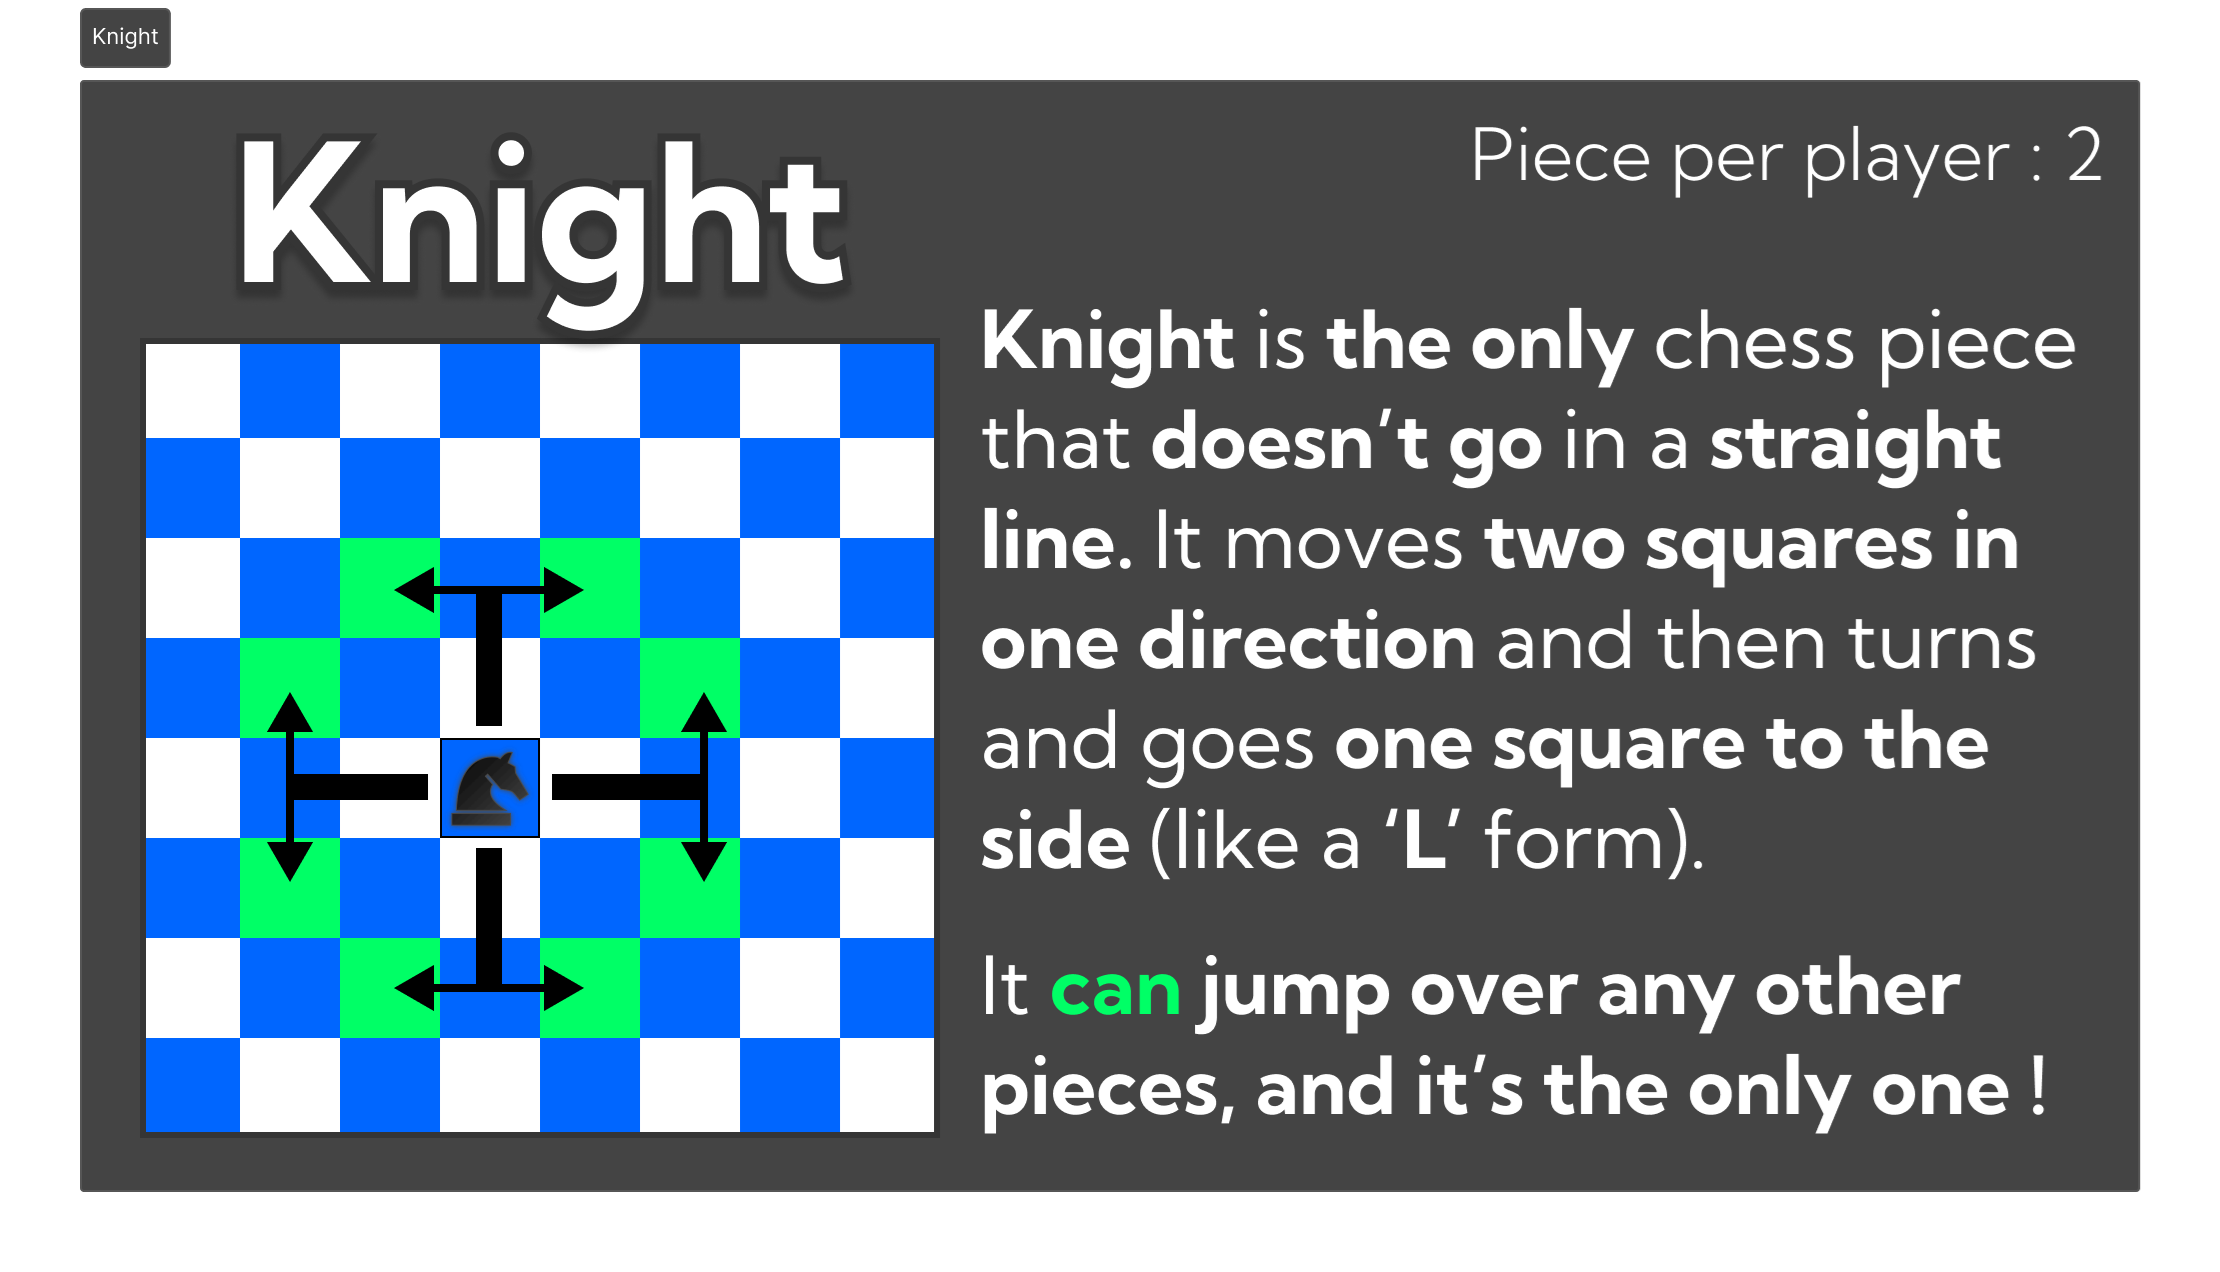 Knight
Knight
Piece per player : 2
Knight is the only chess piece
that doesn’t go in a straight
line. It moves two squares in
one direction and then turns
and goes one square to the
side (like a ‘L’ form).
It can jump over any other
pieces, and it’s the only one !